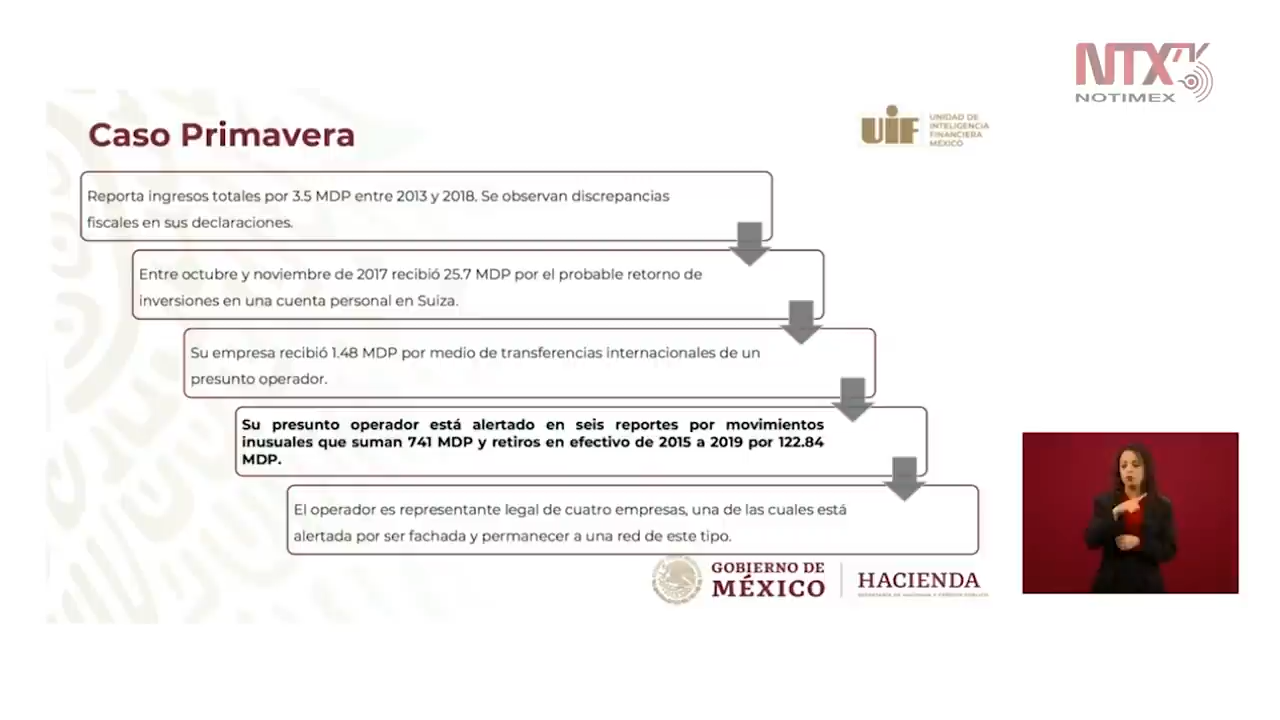 NTX
NOTIMEX
Caso Primavera
UIF
UNIDAD DE
INTELIGENCIA
FINANCIERA
MÉXICO
Reporta ingresos totales por 3.5 MDP entre 2013 y 2018. Se observan discrepancias
fiscales en sus declaraciones.
Entre octubre y noviembre de 2017 recibió 25.7 MDP por el probable retorno de
inversiones en una cuenta personal en Suiza.
Su empresa recibió 1.48 MDP por medio de transferencias internacionales de un
presunto operador.
Su presunto operador está alertado en seis reportes por movimientos
inusuales que suman 741 MDP y retiros en efectivo de 2015 a 2019 por 122.84
MDP.
El operador es representante legal de cuatro empresas, una de las cuales está
alertada por ser fachada y permanecer a una red de este tipo.
GOBIERNO DE
MÉXICO
HACIENDA